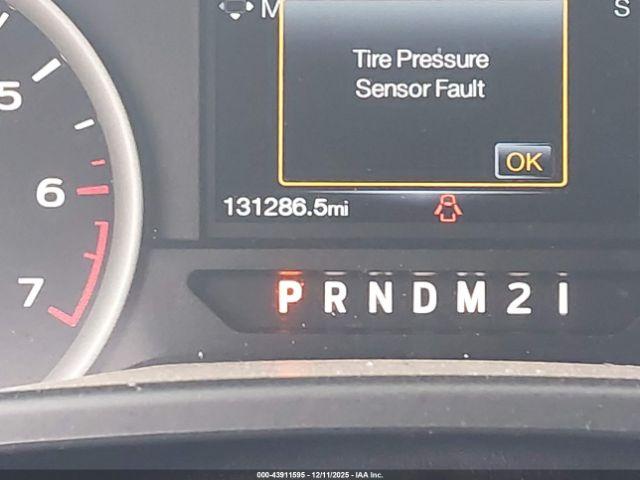 M
S
Tire Pressure
Sensor Fault
OK
5
6
7
131286.5mi
P R N D M 2 1
000-43911595 - 12/11/2025 - IAA Inc.